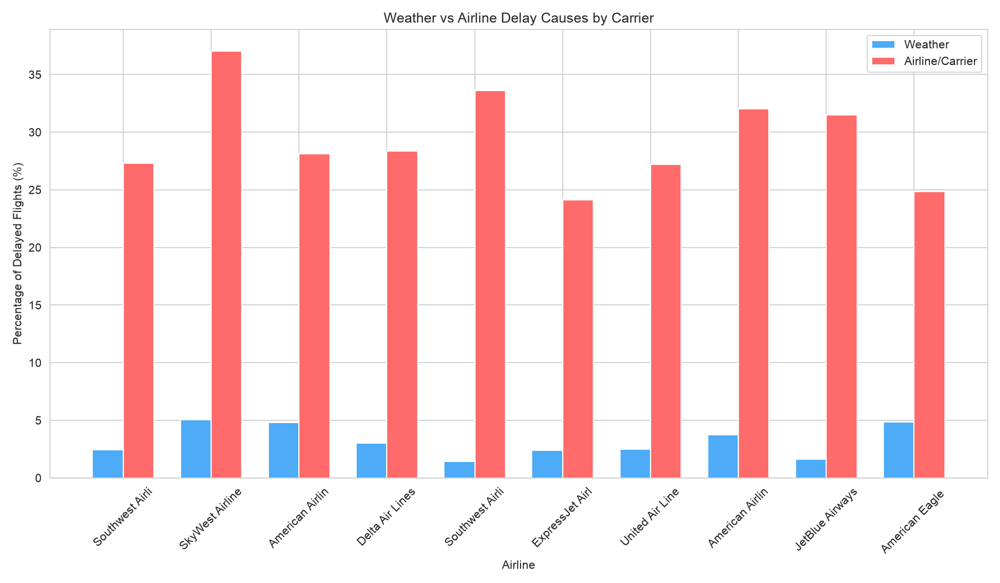 Weather vs Airline Delay Causes by Carrier
Weather
Airline/Carrier
Percentage of Delayed Flights (%)
35
30
25
20
15
10
5
0
Southwest Airli
SkyWest Airline
American Airlin
Delta Air Lines
Southwest Airli
ExpressJet Airl
United Air Line
American Airlin
JetBlue Airways
American Eagle
Airline